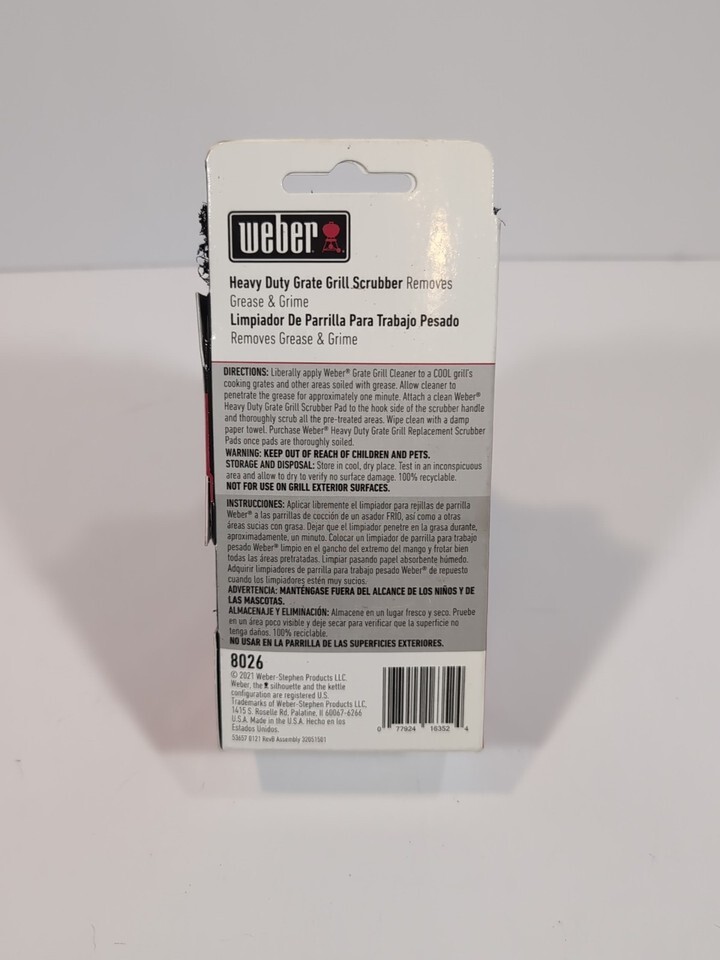 weber
Heavy Duty Grate Grill Scrubber Removes
Grease & Grime
Limpiador De Parrilla Para Trabajo Pesado
Removes Grease & Grime
DIRECTIONS: Liberally apply Weber® Grate Grill Cleaner to a COOL grill's
cooking grates and other areas soiled with grease. Allow cleaner to
penetrate the grease for approximately one minute. Attach a clean Weber®
Heavy Duty Grate Grill Scrubber Pad to the hook side of the scrubber handle
and thoroughly scrub all the pre-treated areas. Wipe clean with a damp
paper towel. Purchase Weber® Heavy Duty Grate Grill Replacement Scrubber
Pads once pads are thoroughly soiled.
WARNING: KEEP OUT OF REACH OF CHILDREN AND PETS.
STORAGE AND DISPOSAL: Store in cool, dry place. Test in an inconspicuous
area and allow to dry to verify no surface damage. 100% recyclable.
NOT FOR USE ON GRILL EXTERIOR SURFACES.
INSTRUCCIONES: Aplicar libremente el limpiador para rejillas de parrilla
Weber® a las parrillas de cocción de un asador FRIO, así como a otras
áreas sucias con grasa. Dejar que el limpiador penetre en la grasa durante,
aproximadamente, un minuto. Colocar un limpiador de parrilla para trabajo
pesado Weber® limpio en el gancho del extremo del mango y frotar bien
todas las áreas pretratadas. Limpiar pasando papel absorbente húmedo.
Adquirir limpiadores de parrilla para trabajo pesado Weber® de repuesto
cuando los limpiadores estén muy sucios.
ADVERTENCIA: MANTÉNGASE FUERA DEL ALCANCE DE LOS NIÑOS Y DE
LAS MASCOTAS.
ALMACENAJE Y ELIMINACIÓN: Almacene en un lugar fresco y seco. Pruebe
en un área poco visible y deje secar para verificar que la superficie no
tenga daños. 100% reciclable.
NO USAR EN LA PARRILLA DE LAS SUPERFICIES EXTERIORES.
8026
© 2021 Weber-Stephen Products LLC.
Weber, the silhouette and the kettle
configuration are registered U.S.
Trademarks of Weber-Stephen Products LLC,
1415 S. Roselle Rd, Palatine, Il 60067-6266
U.S.A. Made in the U.S.A. Hecho en los
Estados Unidos.
53657 0121 RevB Assembly 32051501
0 77924 16352 4